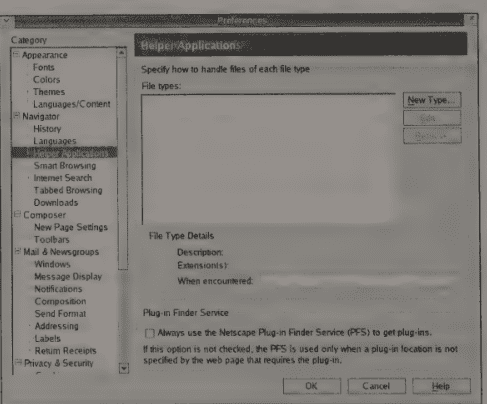 Preferences
Category
Appearance
Fonts
Colors
Themes
Languages/Content
Navigator
History
Languages
Helper Applications
Smart Browsing
Internet Search
Tabbed Browsing
Downloads
Composer
New Page Settings
Toolbars
Mail & Newsgroups
Windows
Message Display
Notifications
Composition
Send Format
Addressing
Labels
Return Receipts
Privacy & Security
Helper Applications
Specify how to handle files of each file type
File types:
New Type...
Edit...
File Type Details
Description:
Extension(s):
When encountered:
Plug-in Finder Service
Always use the Netscape Plug-in Finder Service (PFS) to get plug-ins.
If this option is not checked, the PFS is used only when a plug-in location is not
specified by the web page that requires the plug-in.
OK
Cancel
Help